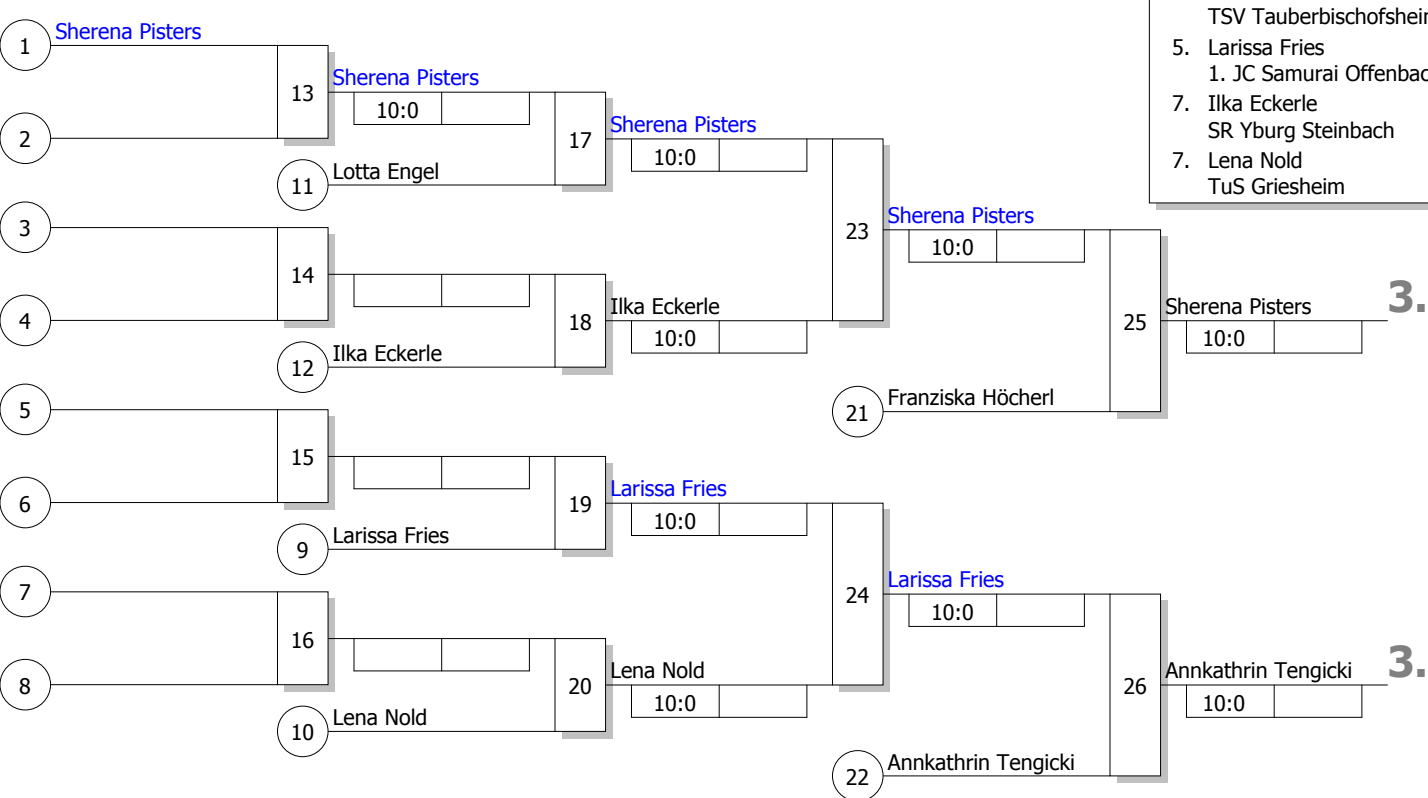 Sherena Pisters
1
2
13
Sherena Pisters
10:0
11
Lotta Engel
17
Sherena Pisters
10:0
3
4
14
12
Ilka Eckerle
18
Ilka Eckerle
10:0
23
Sherena Pisters
10:0
21
Franziska Höcherl
25
Sherena Pisters
10:0
3.
5
6
15
9
Larissa Fries
19
Larissa Fries
10:0
7
8
16
10
Lena Nold
20
Lena Nold
10:0
24
Larissa Fries
10:0
22
Annkathrin Tengicki
26
Annkathrin Tengicki
10:0
3.
TSV Tauberbischofshei
5. Larissa Fries
1. JC Samurai Offenbac
7. Ilka Eckerle
SR Yburg Steinbach
7. Lena Nold
TuS Griesheim